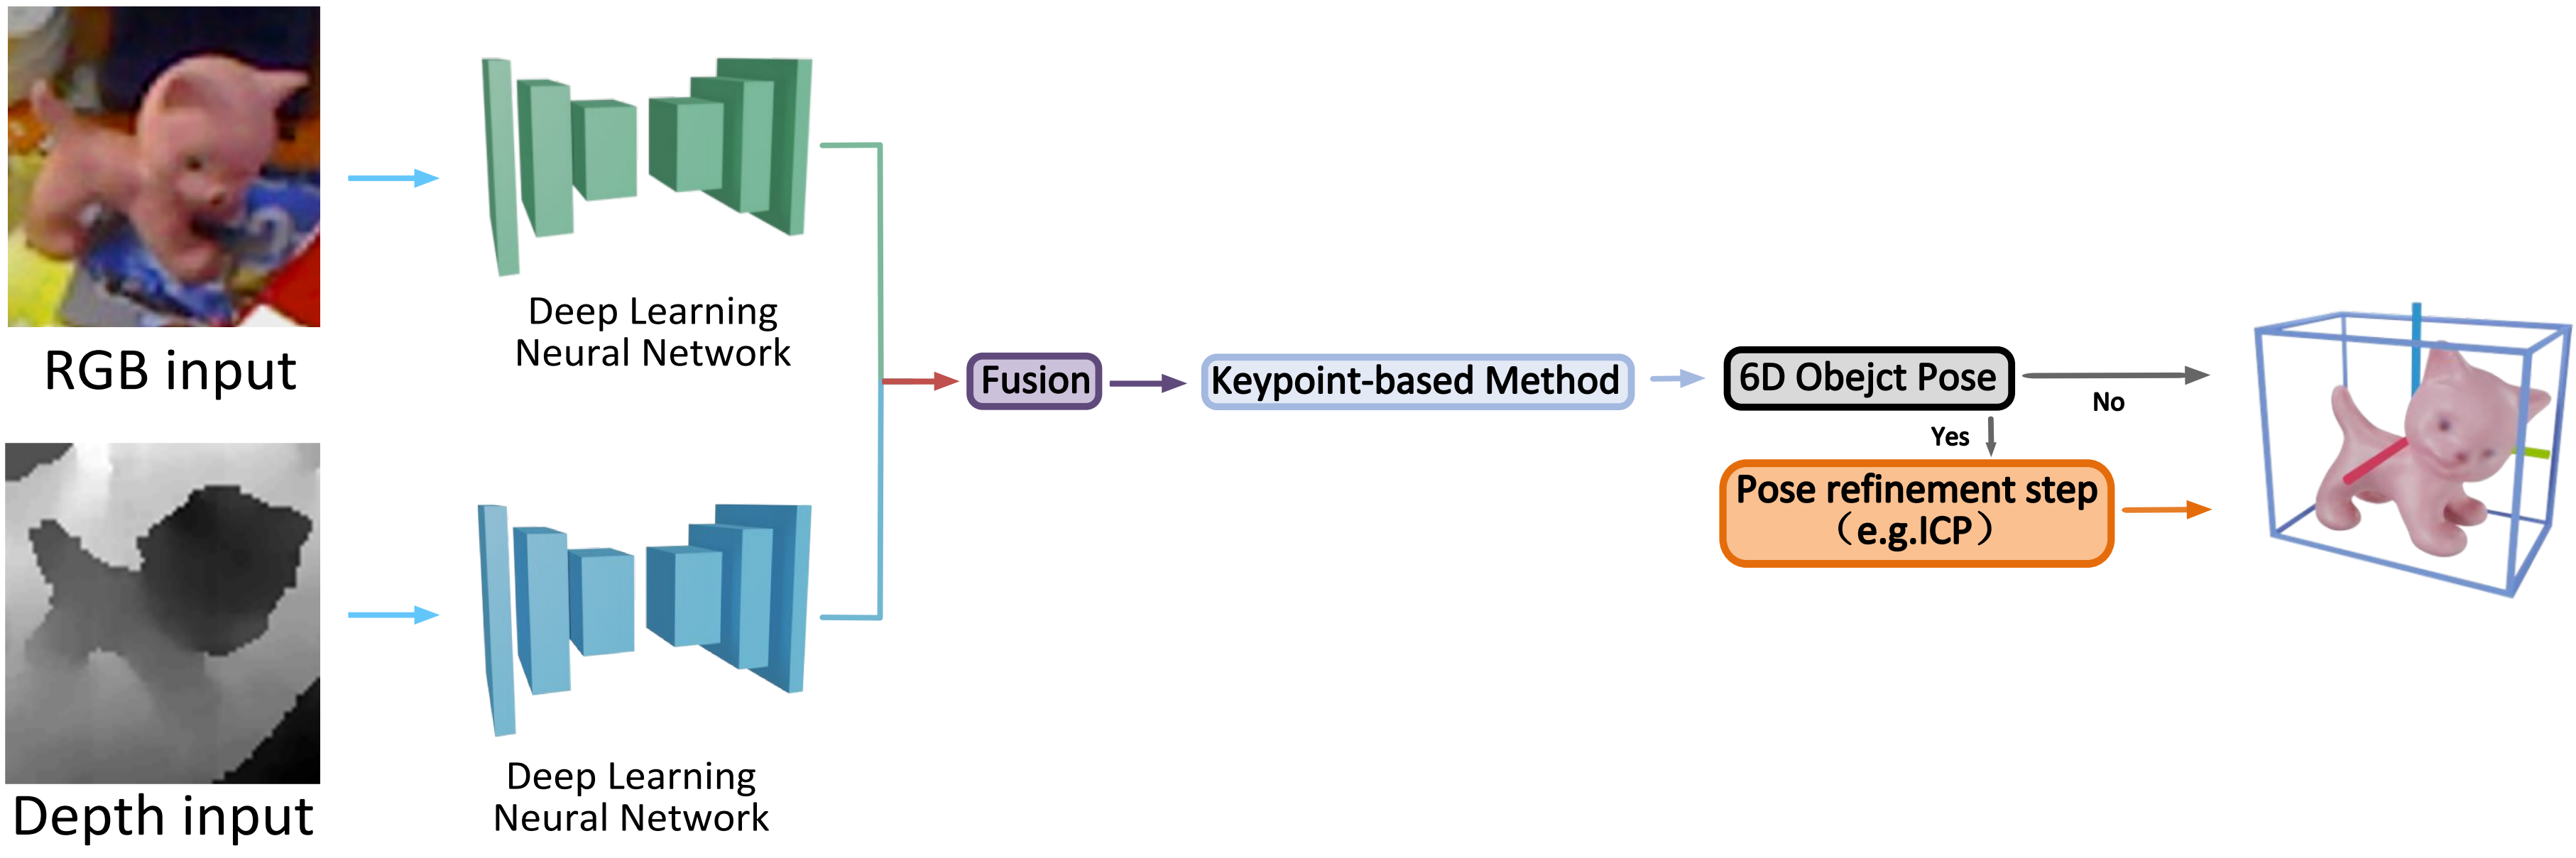 RGB input
Deep Learning
Neural Network
Fusion
Keypoint-based Method
6D Obejct Pose
No
Yes
Pose refinement step
（e.g.ICP）
Depth input
Deep Learning
Neural Network